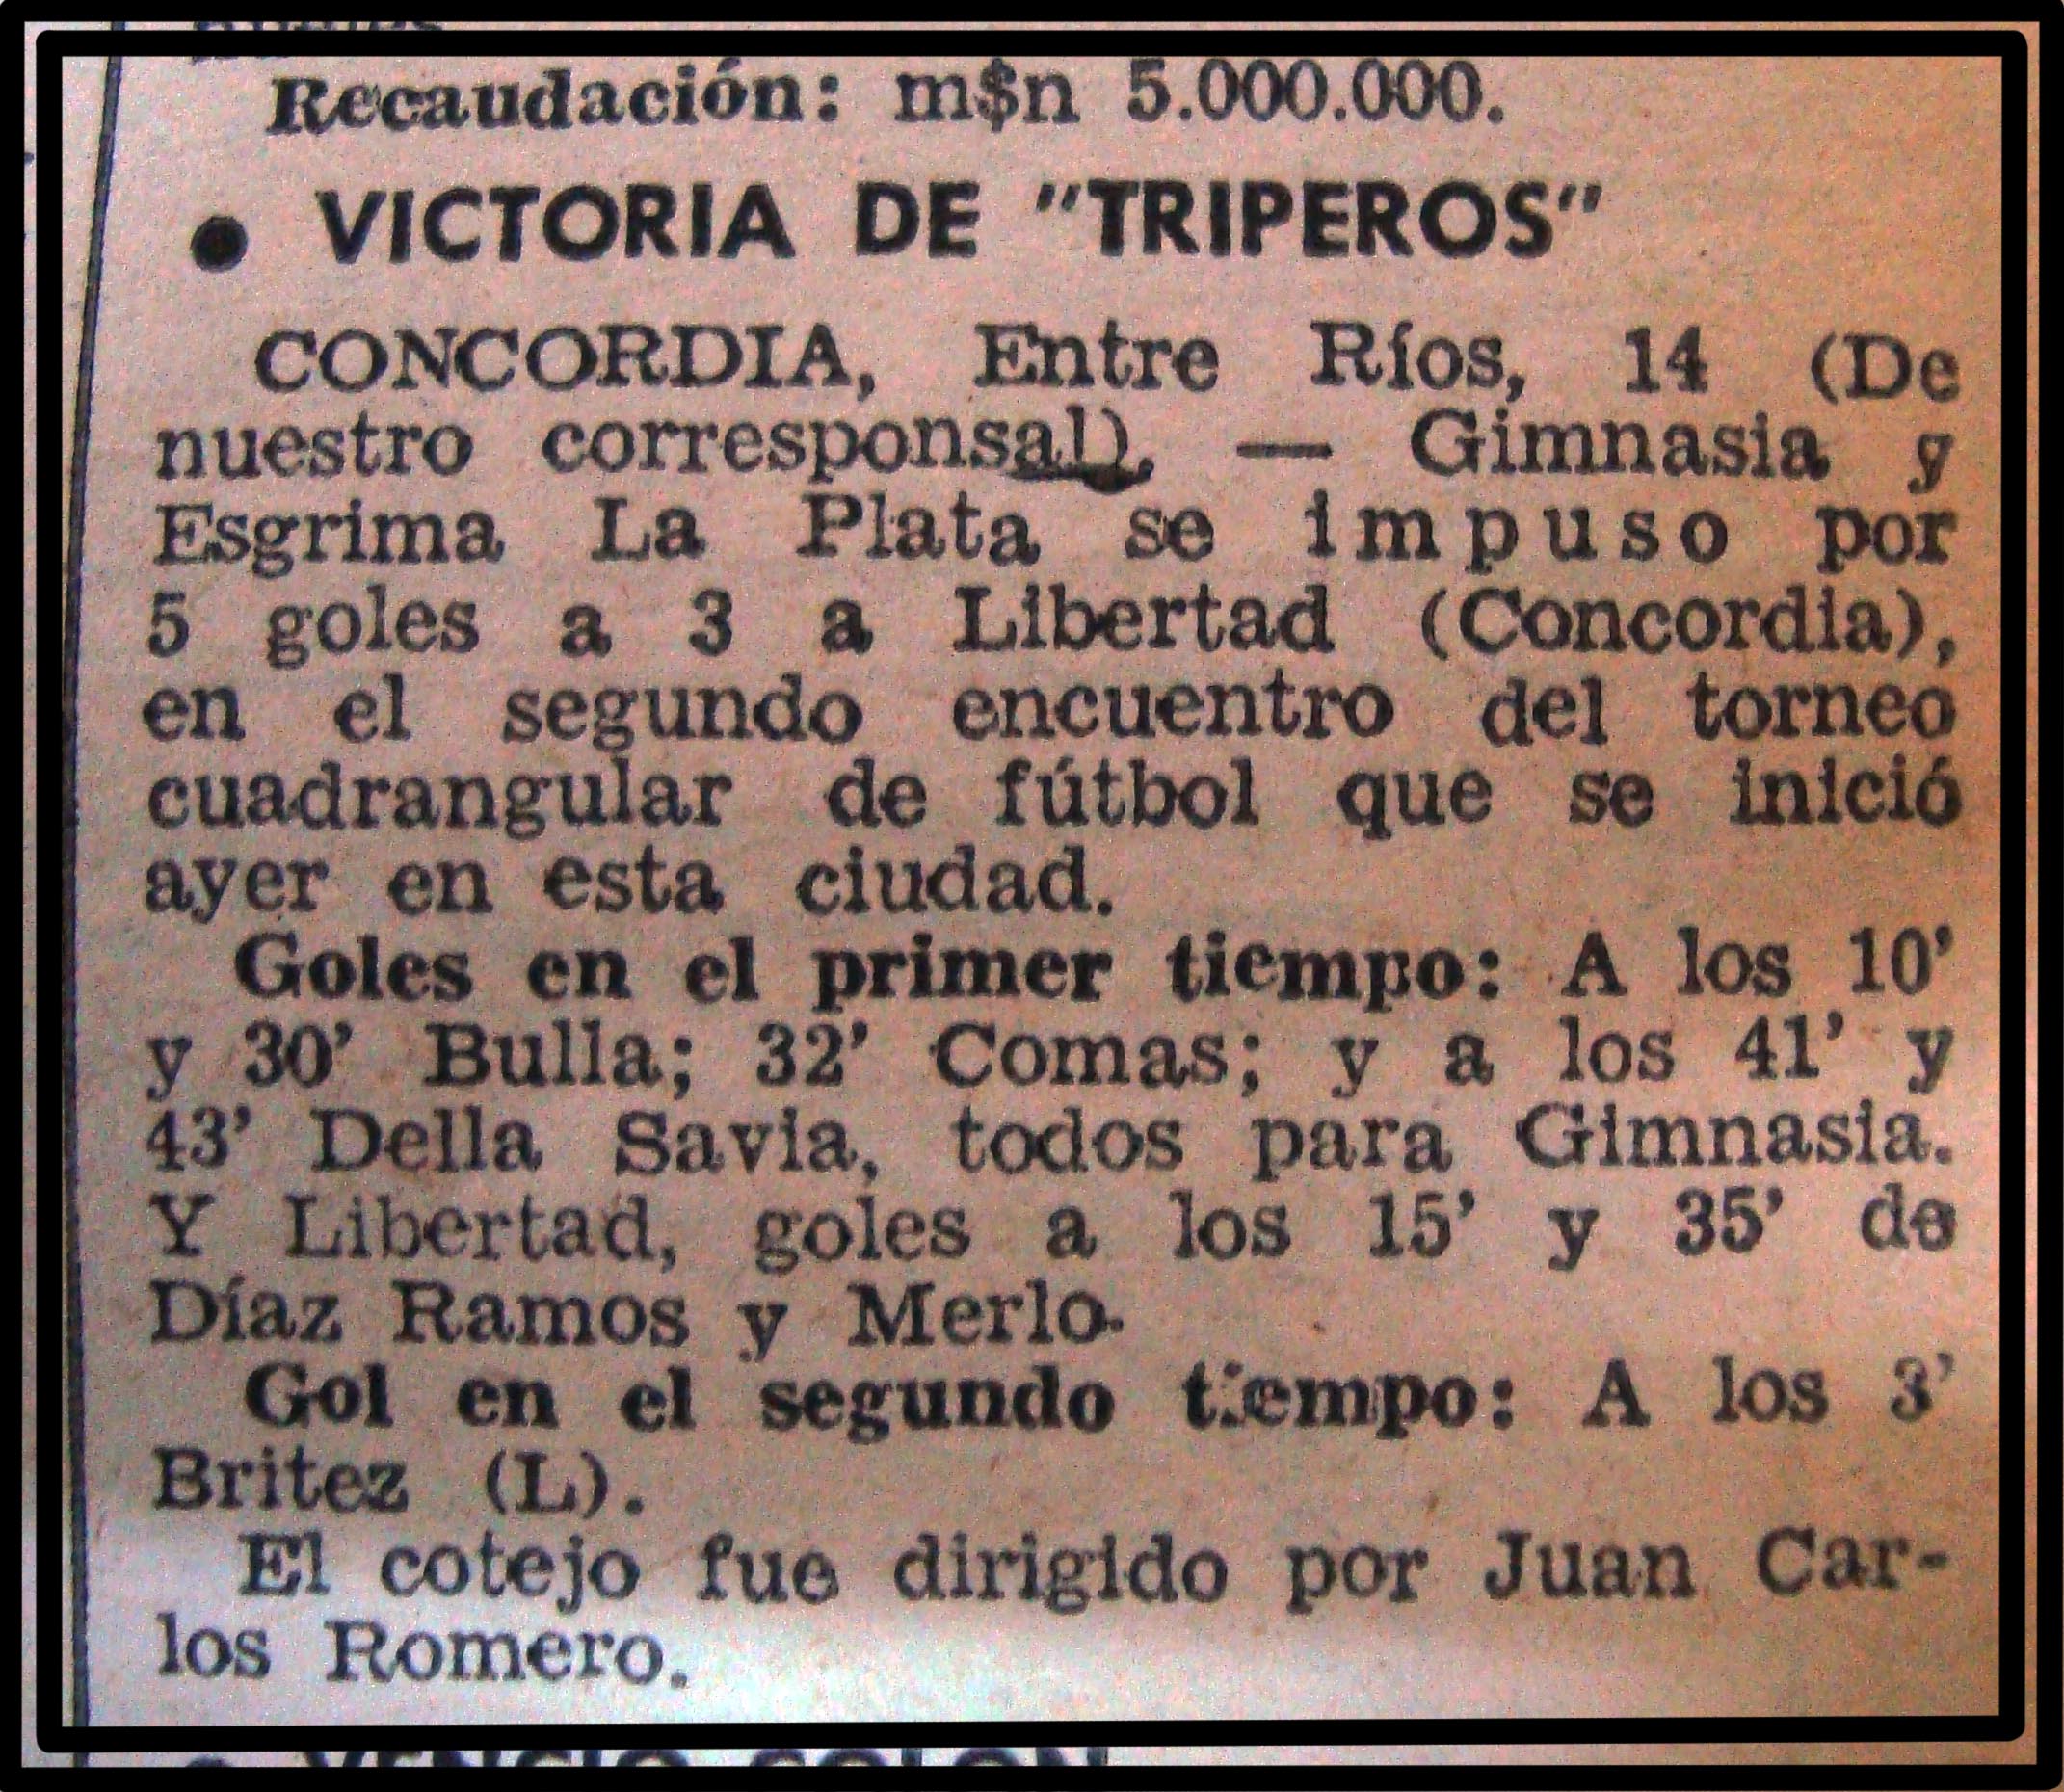 Recaudación: m$n 5.000.000.
● VICTORIA DE "TRIPEROS"
CONCORDIA, Entre Ríos, 14 (De
nuestro corresponsal). — Gimnasia y
Esgrima La Plata se impuso por
5 goles a 3 a Libertad (Concordia),
en el segundo encuentro del torneo
cuadrangular de fútbol que se inició
ayer en esta ciudad.
Goles en el primer tiempo: A los 10'
y 30' Bulla; 32' Comas; y a los 41' y
43' Della Savia, todos para Gimnasia.
Y Libertad, goles a los 15' y 35' de
Díaz Ramos y Merlo.
Gol en el segundo tiempo: A los 3'
Britez (L).
El cotejo fue dirigido por Juan Car-
los Romero.